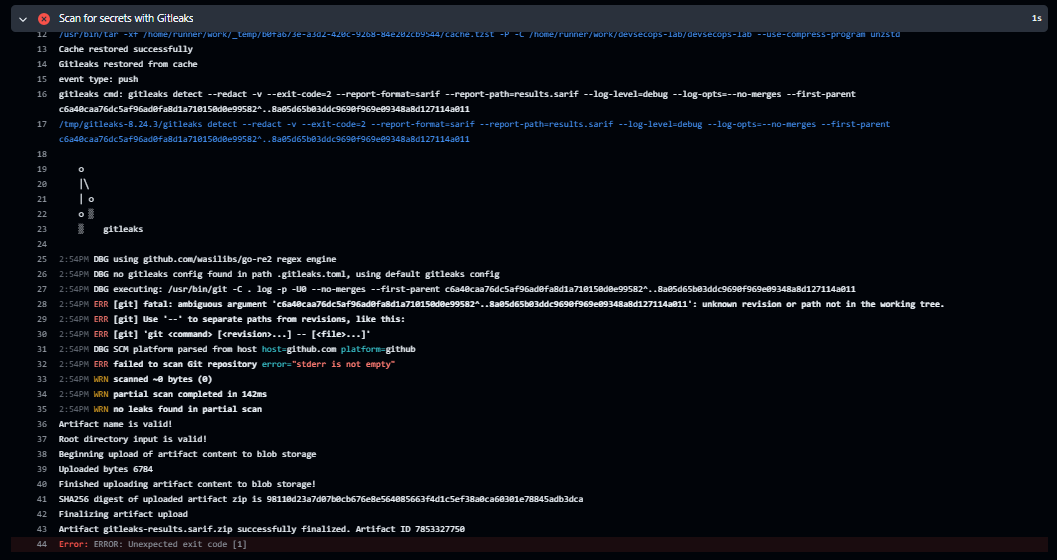 Scan for secrets with Gitleaks 1s
12 /usr/bin/tar -xf /home/runner/work/_temp/b0fa673e-a3d2-420c-9268-84e202cb9544/cache.tzst -P -C /home/runner/work/devsecops-lab/devsecops-lab --use-compress-program unzstd
13 Cache restored successfully
14 Gitleaks restored from cache
15 event type: push
16 gitleaks cmd: gitleaks detect --redact -v --exit-code=2 --report-format=sarif --report-path=results.sarif --log-level=debug --log-opts=--no-merges --first-parent
c6a40caa76dc5af96ad0fa8d1a710150d0e99582^..8a05d65b03ddc9690f969e09348a8d127114a011
17 /tmp/gitleaks-8.24.3/gitleaks detect --redact -v --exit-code=2 --report-format=sarif --report-path=results.sarif --log-level=debug --log-opts=--no-merges --first-parent
c6a40caa76dc5af96ad0fa8d1a710150d0e99582^..8a05d65b03ddc9690f969e09348a8d127114a011
18
19 o
20 |\
21 | o
22 o ░
23 ░ gitleaks
24
25 2:54PM DBG using github.com/wasilibs/go-re2 regex engine
26 2:54PM DBG no gitleaks config found in path .gitleaks.toml, using default gitleaks config
27 2:54PM DBG executing: /usr/bin/git -C . log -p -U0 --no-merges --first-parent c6a40caa76dc5af96ad0fa8d1a710150d0e99582^..8a05d65b03ddc9690f969e09348a8d127114a011
28 2:54PM ERR [git] fatal: ambiguous argument 'c6a40caa76dc5af96ad0fa8d1a710150d0e99582^..8a05d65b03ddc9690f969e09348a8d127114a011': unknown revision or path not in the working tree.
29 2:54PM ERR [git] Use '--' to separate paths from revisions, like this:
30 2:54PM ERR [git] 'git <command> [<revision>...] -- [<file>...]'
31 2:54PM DBG SCM platform parsed from host host=github.com platform=github
32 2:54PM ERR failed to scan Git repository error="stderr is not empty"
33 2:54PM WRN scanned ~0 bytes (0)
34 2:54PM WRN partial scan completed in 142ms
35 2:54PM WRN no leaks found in partial scan
36 Artifact name is valid!
37 Root directory input is valid!
38 Beginning upload of artifact content to blob storage
39 Uploaded bytes 6784
40 Finished uploading artifact content to blob storage!
41 SHA256 digest of uploaded artifact zip is 98110d23a7d07b0cb676e8e564085663f4d1c5ef38a0ca60301e78845adb3dca
42 Finalizing artifact upload
43 Artifact gitleaks-results.sarif.zip successfully finalized. Artifact ID 7853327750
44 Error: ERROR: Unexpected exit code [1]